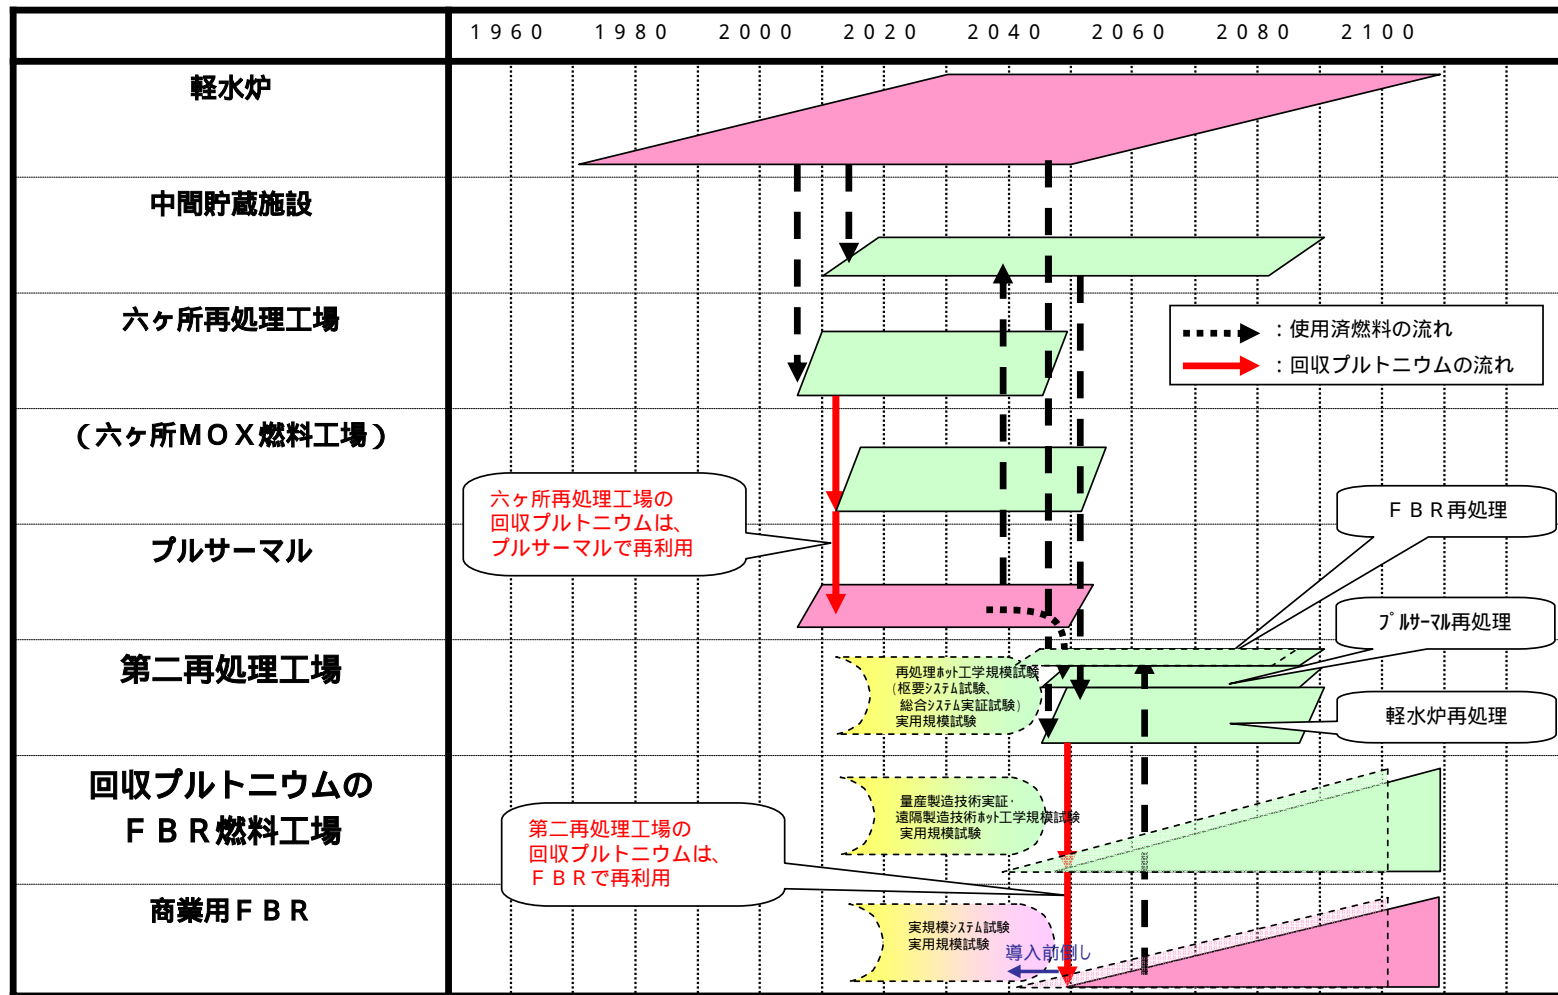 1960 1980 2000 2020 2040 2060 2080 2100
軽水炉
中間貯蔵施設
六ヶ所再処理工場
：使用済燃料の流れ
：回収プルトニウムの流れ
（六ヶ所ＭＯＸ燃料工場）
六ヶ所再処理工場の
回収プルトニウムは、
プルサーマルで再利用
ＦＢＲ再処理
プルサーマル
ﾌﾟﾙｻｰﾏﾙ再処理
第二再処理工場
再処理ﾎｯﾄ工学規模試験
(枢要ｼｽﾃﾑ試験、
総合ｼｽﾃﾑ実証試験)
実用規模試験
軽水炉再処理
回収プルトニウムの
ＦＢＲ燃料工場
量産製造技術実証・
遠隔製造技術ﾎｯﾄ工学規模試験
実用規模試験
第二再処理工場の
回収プルトニウムは、
ＦＢＲで再利用
商業用ＦＢＲ
実規模ｼｽﾃﾑ試験
実用規模試験
導入前倒し